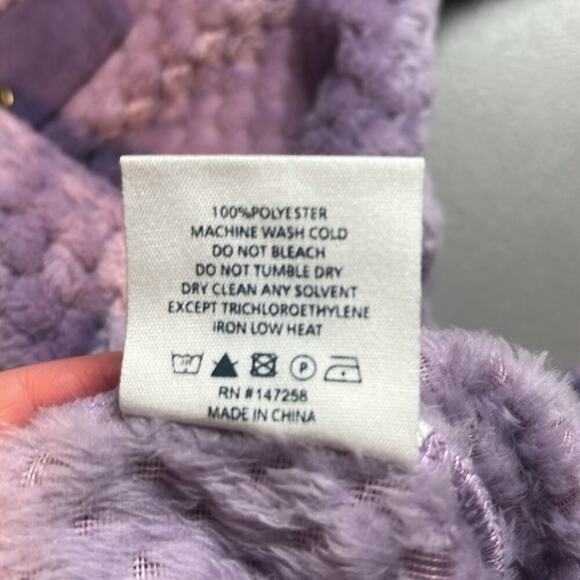 100%POLYESTER
MACHINE WASH COLD
DO NOT BLEACH
DO NOT TUMBLE DRY
DRY CLEAN ANY SOLVENT
EXCEPT TRICHLOROETHYLENE
IRON LOW HEAT
P
RN #147258
MADE IN CHINA